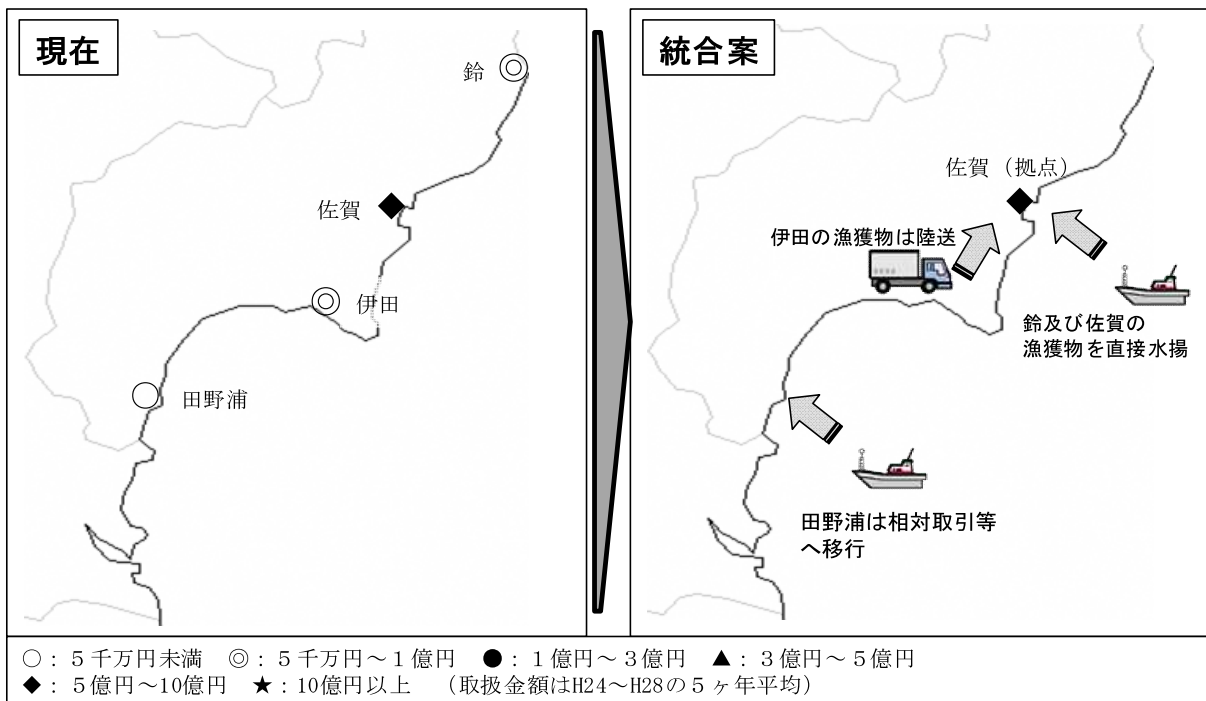 現在
鈴
佐賀
伊田
田野浦
統合案
佐賀（拠点）
伊田の漁獲物は陸送
鈴及び佐賀の
漁獲物を直接水揚
田野浦は相対取引等
へ移行
○：５千万円未満　◎：５千万円～１億円　●：１億円～３億円　▲：３億円～５億円
◆：５億円～10億円　★：10億円以上　（取扱金額はH24～H28の５ヶ年平均）